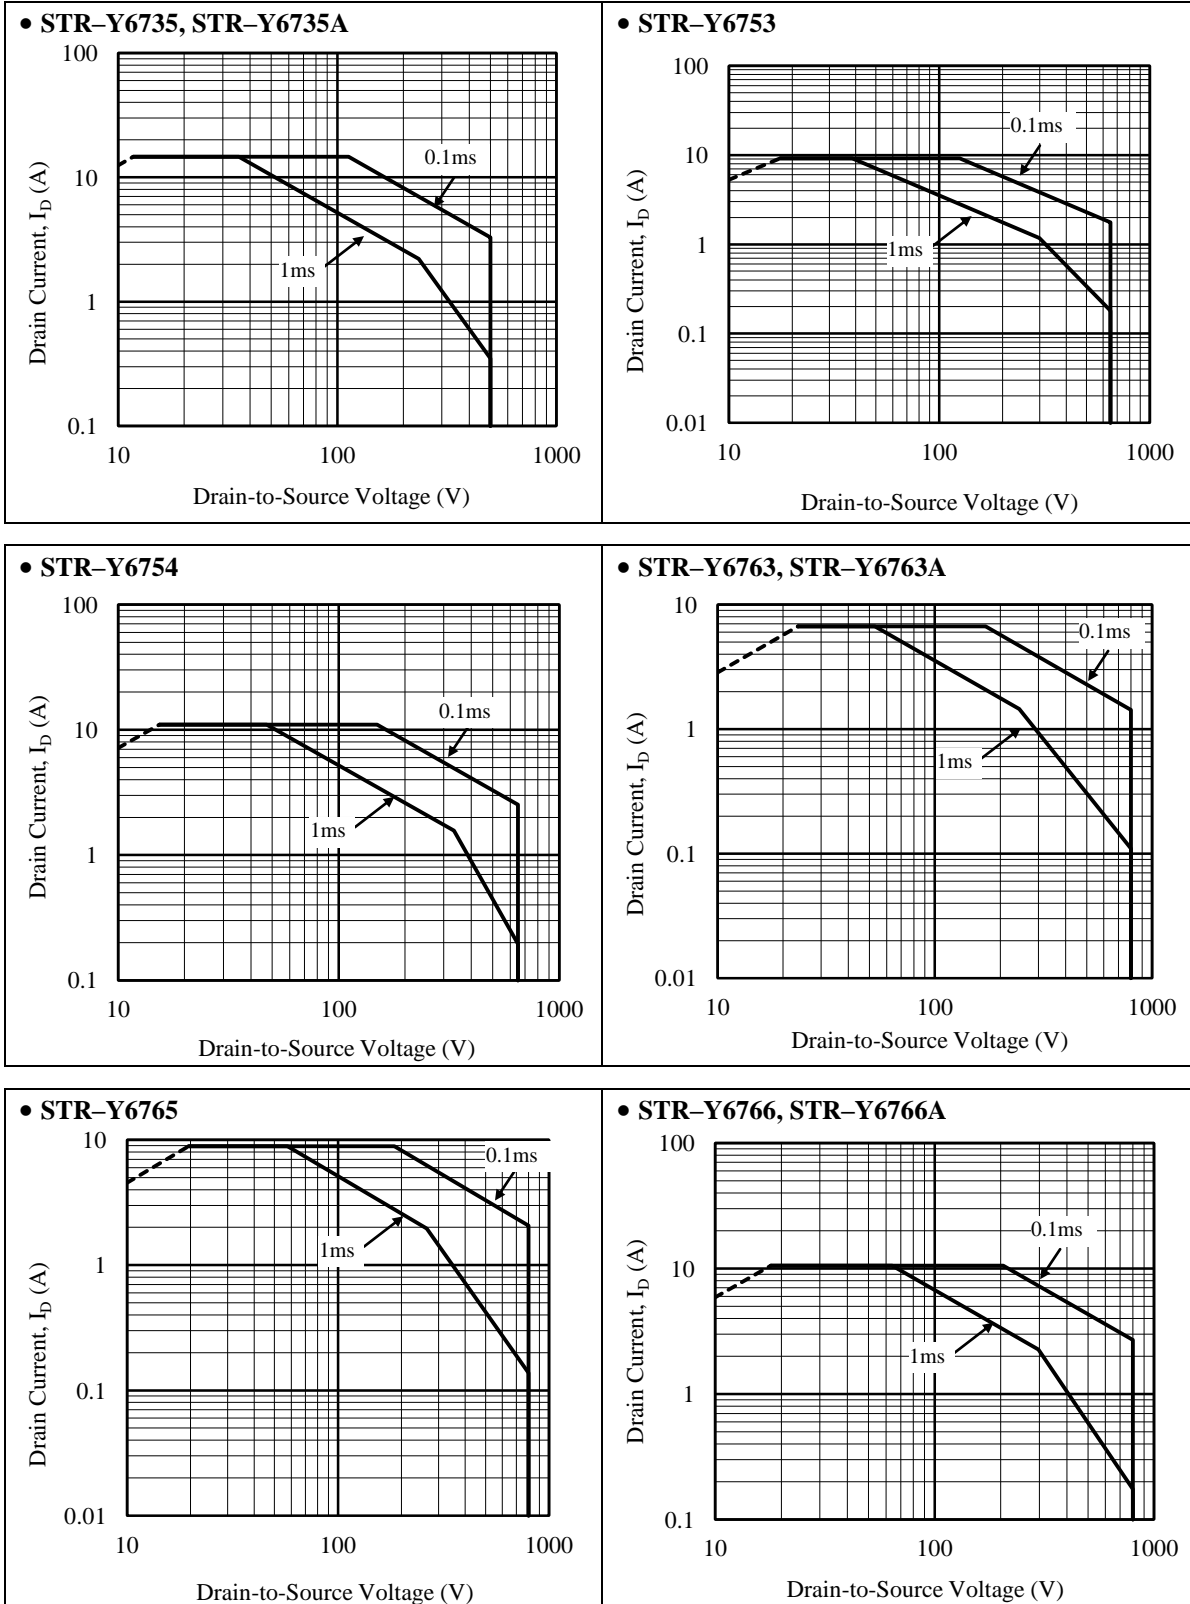 • STR–Y6735, STR–Y6735A
100
10
1
0.1
10
100
1000
Drain Current, I_D (A)
Drain-to-Source Voltage (V)
0.1ms
1ms
• STR–Y6753
100
10
1
0.1
0.01
10
100
1000
Drain Current, I_D (A)
Drain-to-Source Voltage (V)
0.1ms
1ms
• STR–Y6754
100
10
1
0.1
10
100
1000
Drain Current, I_D (A)
Drain-to-Source Voltage (V)
0.1ms
1ms
• STR–Y6763, STR–Y6763A
10
1
0.1
0.01
10
100
1000
Drain Current, I_D (A)
Drain-to-Source Voltage (V)
0.1ms
1ms
• STR–Y6765
10
1
0.1
0.01
10
100
1000
Drain Current, I_D (A)
Drain-to-Source Voltage (V)
0.1ms
1ms
• STR–Y6766, STR–Y6766A
100
10
1
0.1
10
100
1000
Drain Current, I_D (A)
Drain-to-Source Voltage (V)
0.1ms
1ms